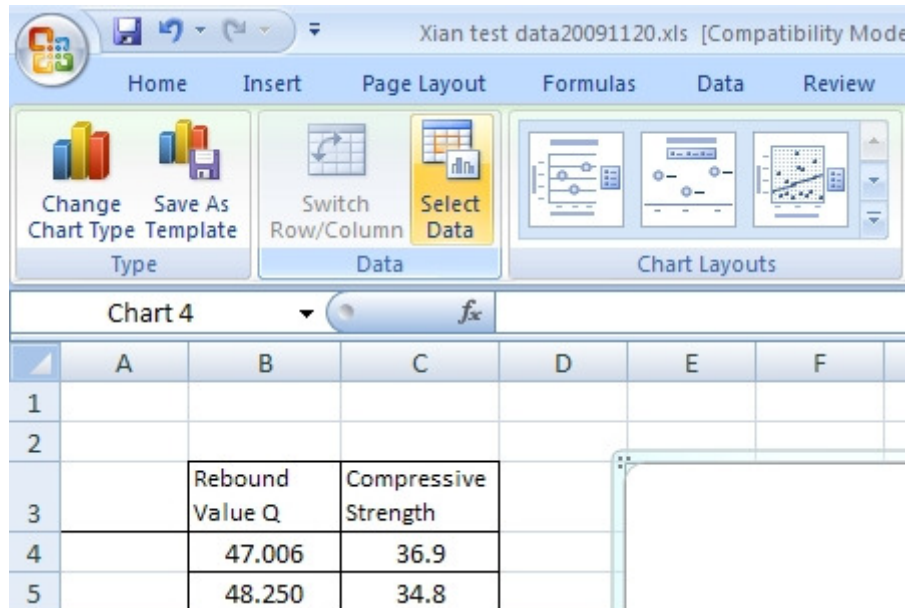 Xian test data20091120.xls [Compatibility Mode
Home Insert Page Layout Formulas Data Review
Change Chart Type
Save As Template
Switch Row/Column
Select Data
Type Data Chart Layouts
Chart 4 fx
A B C D E F
1
2
3 Rebound Value Q Compressive Strength
4 47.006 36.9
5 48.250 34.8